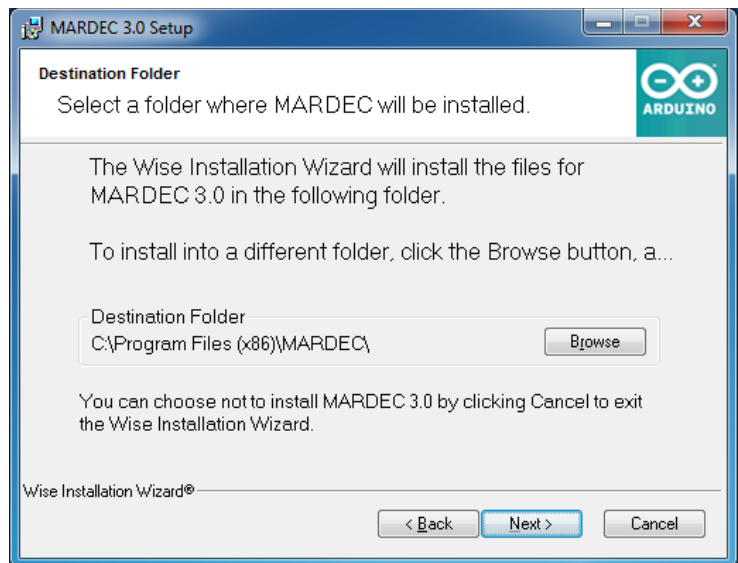 MARDEC 3.0 Setup
Destination Folder
Select a folder where MARDEC will be installed.
ARDUINO
The Wise Installation Wizard will install the files for
MARDEC 3.0 in the following folder.
To install into a different folder, click the Browse button, a...
Destination Folder
C:\Program Files (x86)\MARDEC\
Browse
You can choose not to install MARDEC 3.0 by clicking Cancel to exit
the Wise Installation Wizard.
Wise Installation Wizard®
< Back Next > Cancel